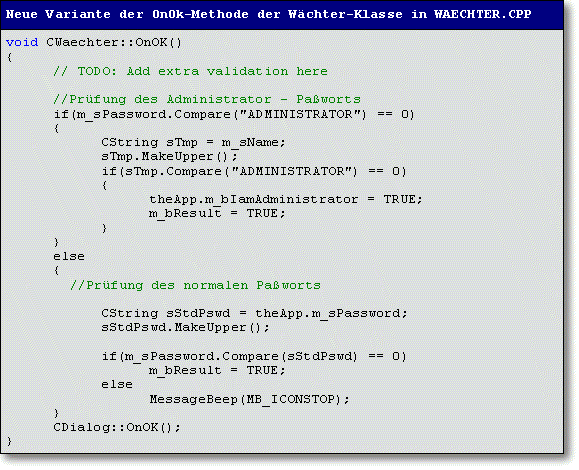 Neue Variante der OnOk-Methode der Wächter-Klasse in WAECHTER.CPP
void CWaechter::OnOK()
{
// TODO: Add extra validation here
//Prüfung des Administrator - Paßworts
if(m_sPassword.Compare("ADMINISTRATOR") == 0)
{
CString sTmp = m_sName;
sTmp.MakeUpper();
if(sTmp.Compare("ADMINISTRATOR") == 0)
{
theApp.m_bIamAdministrator = TRUE;
m_bResult = TRUE;
}
}
else
{
//Prüfung des normalen Paßworts
CString sStdPswd = theApp.m_sPassword;
sStdPswd.MakeUpper();
if(m_sPassword.Compare(sStdPswd) == 0)
m_bResult = TRUE;
else
MessageBeep(MB_ICONSTOP);
}
CDialog::OnOK();
}